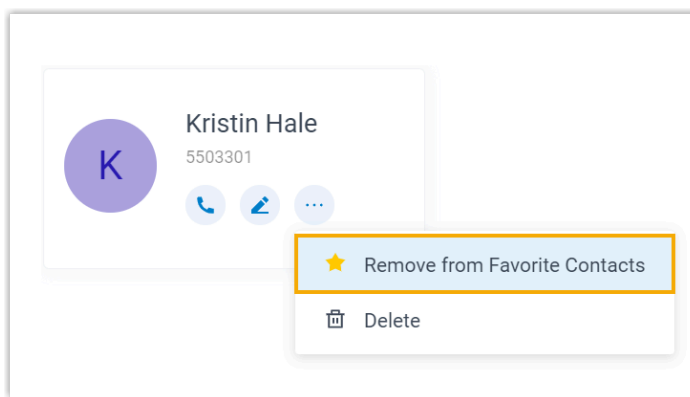 K
Kristin Hale
5503301
Remove from Favorite Contacts
Delete